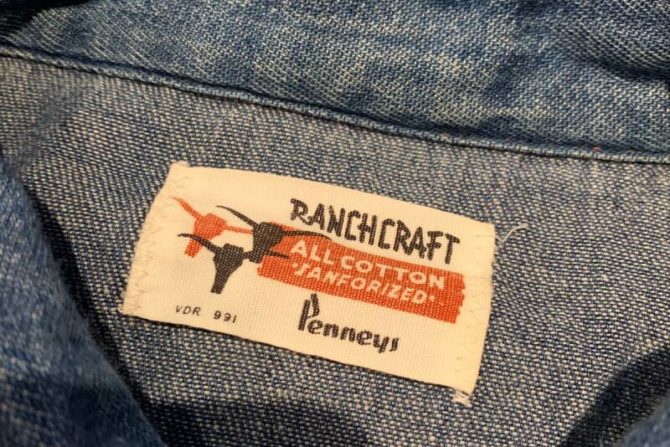 RANCHCRAFT
ALL COTTON
"SANFORIZED"
VDR 991
Penneys